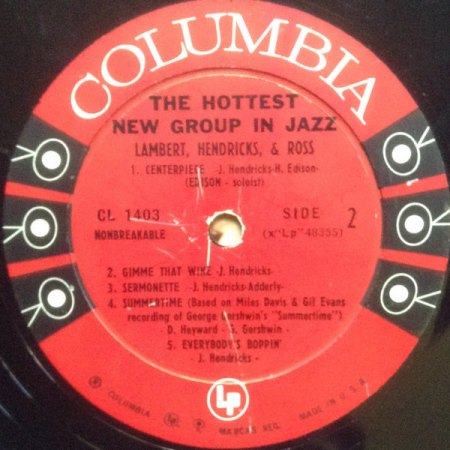 COLUMBIA
THE HOTTEST
NEW GROUP IN JAZZ
LAMBERT, HENDRICKS, & ROSS
1. CENTERPIECE -J. Hendricks-H. Edison-
(EDISON - soloist)
CL 1403
NONBREAKABLE
SIDE 2
(x"Lp"48355)
2. GIMME THAT WINE -J. Hendricks-
3. SERMONETTE -J. Hendricks-Adderly-
4. SUMMERTIME (Based on Miles Davis & Gil Evans
recording of George Gershwin's "Summertime")
- D. Heyward - G. Gershwin -
5. EVERYBODY'S BOPPIN'
- J. Hendricks -
Lp
® COLUMBIA Lp ® MARCAS REG. MADE IN U.S.A.